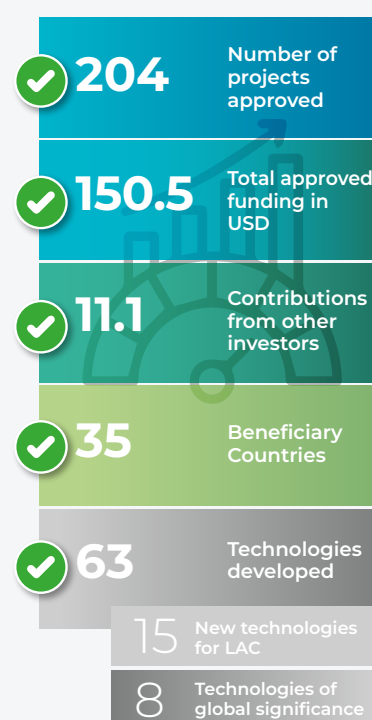 204
Number of
projects
approved
150.5
Total approved
funding in
USD
11.1
Contributions
from other
investors
35
Beneficiary
Countries
63
Technologies
developed
15
New technologies
for LAC
8
Technologies of
global significance